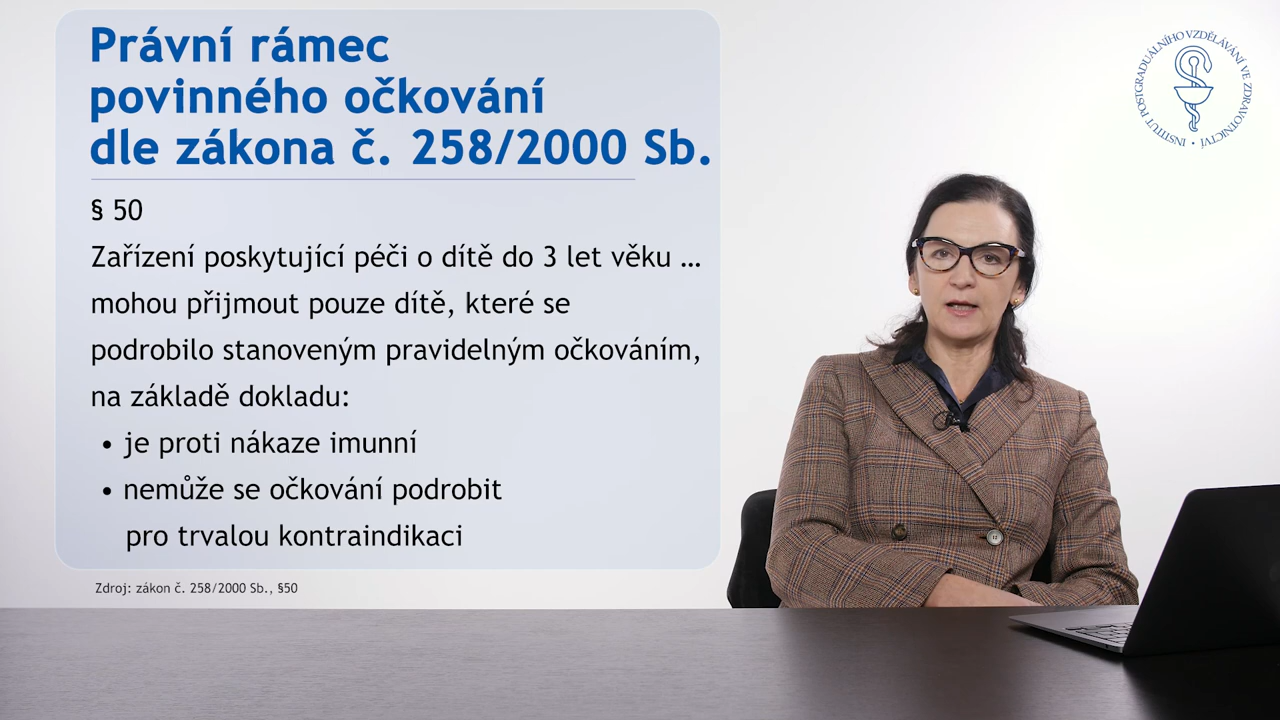 Právní rámec
povinného očkování
dle zákona č. 258/2000 Sb.
§ 50
Zařízení poskytující péči o dítě do 3 let věku …
mohou přijmout pouze dítě, které se
podrobilo stanoveným pravidelným očkováním,
na základě dokladu:
• je proti nákaze imunní
• nemůže se očkování podrobit
pro trvalou kontraindikaci
Zdroj: zákon č. 258/2000 Sb., §50
INSTITUT POSTGRADUÁLNÍHO VZDĚLÁVÁNÍ VE ZDRAVOTNICTVÍ •